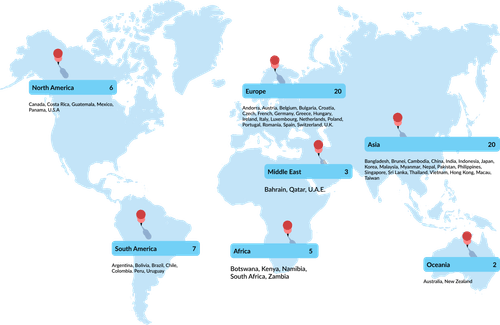 North America 6
Canada, Costa Rica, Guatemala, Mexico,
Panama, U.S.A
Europe 20
Andorra, Austria, Belgium, Bulgaria, Croatia,
Czech, French, Germany, Greece, Hungary,
Ireland, Italy, Luxembourg, Netherlands, Poland,
Portugal, Romania, Spain, Switzerland, U.K.
Asia 20
Bangladesh, Brunei, Cambodia, China, India, Indonesia, Japan,
Korea, Malaysia, Myanmar, Nepal, Pakistan, Philippines,
Singapore, Sri Lanka, Thailand, Vietnam, Hong Kong, Macau,
Taiwan
Middle East 3
Bahrain, Qatar, U.A.E.
South America 7
Argentina, Bolivia, Brazil, Chile,
Colombia, Peru, Uruguay
Africa 5
Botswana, Kenya, Namibia,
South Africa, Zambia
Oceania 2
Australia, New Zealand